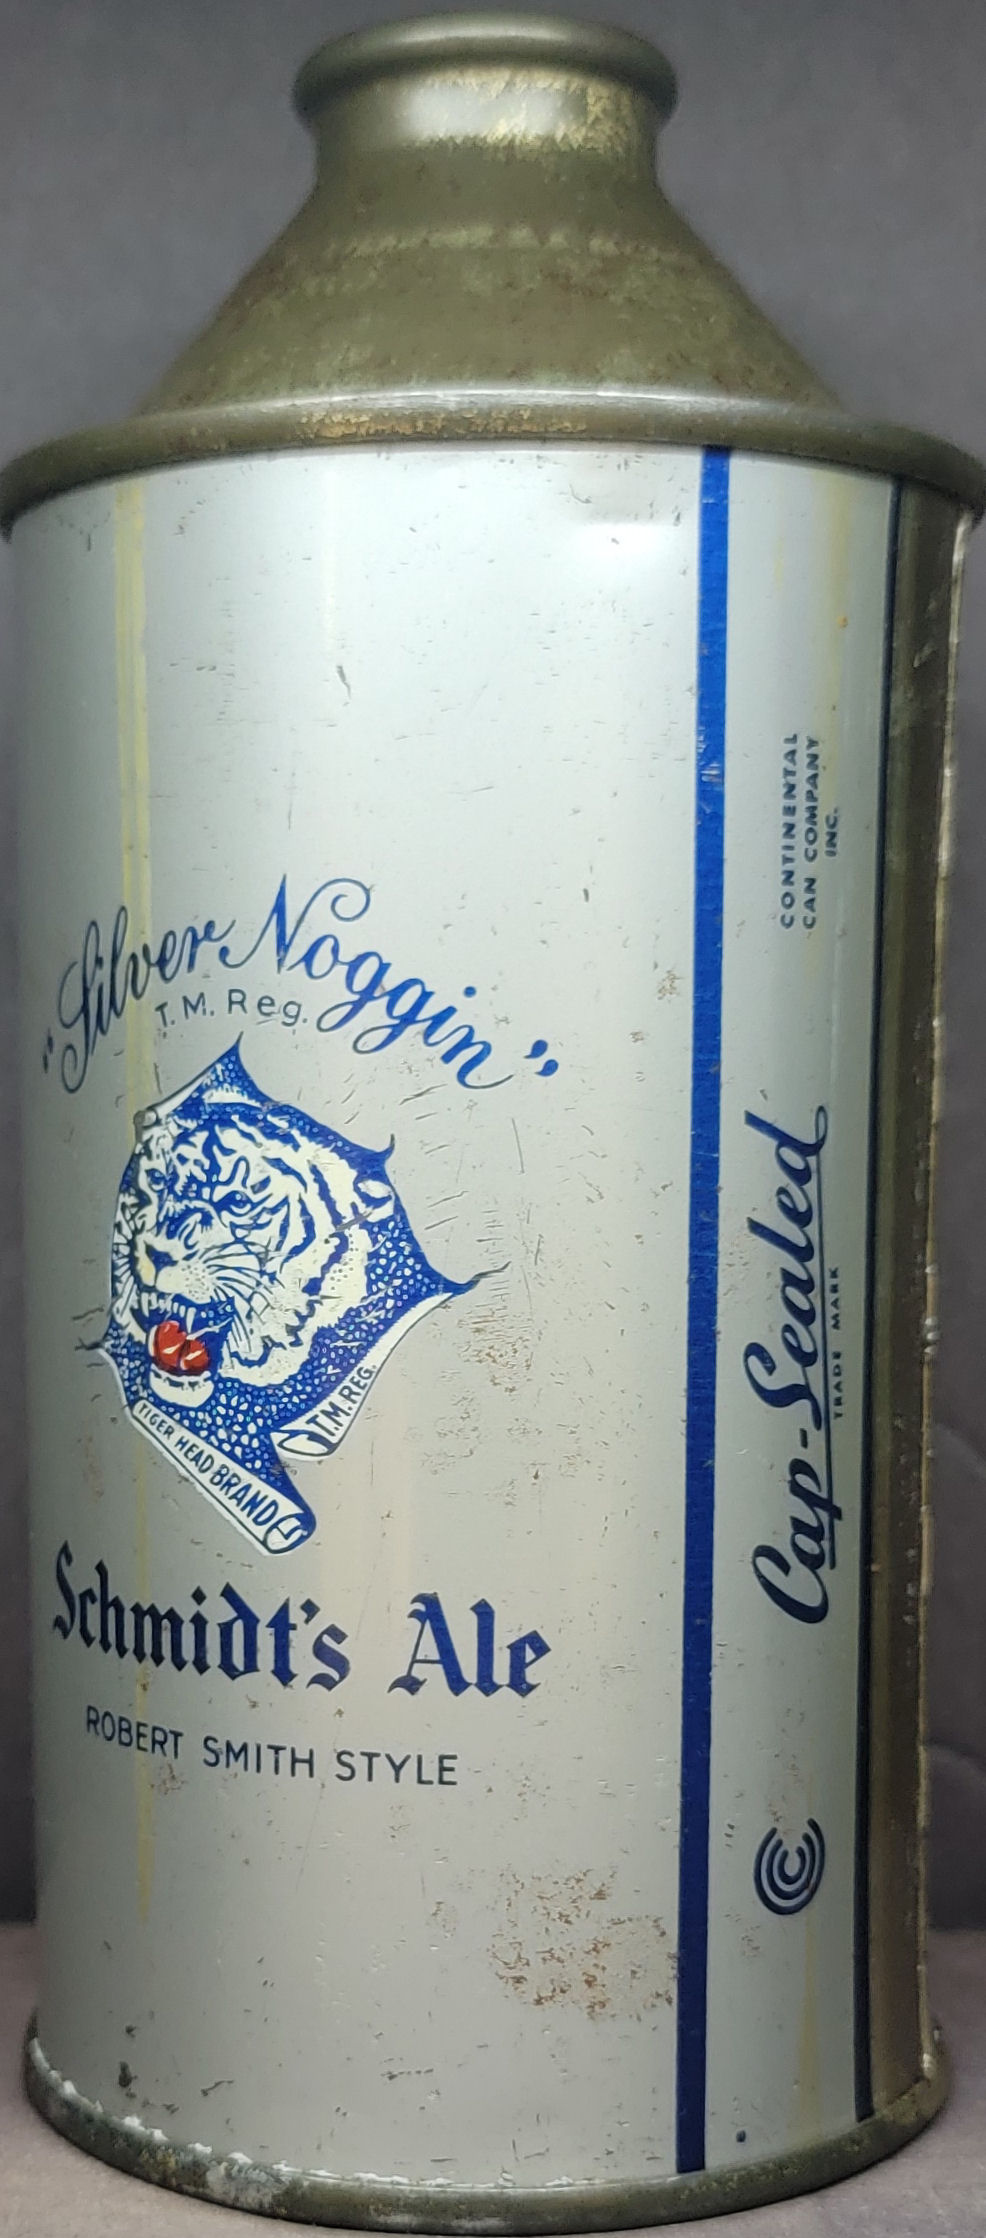 "Silver Noggin"
T.M. Reg.
TIGER HEAD BRAND
T.M. REG.
Schmidt's Ale
ROBERT SMITH STYLE
CONTINENTAL
CAN COMPANY
INC.
Cap-Sealed
TRADE MARK
C